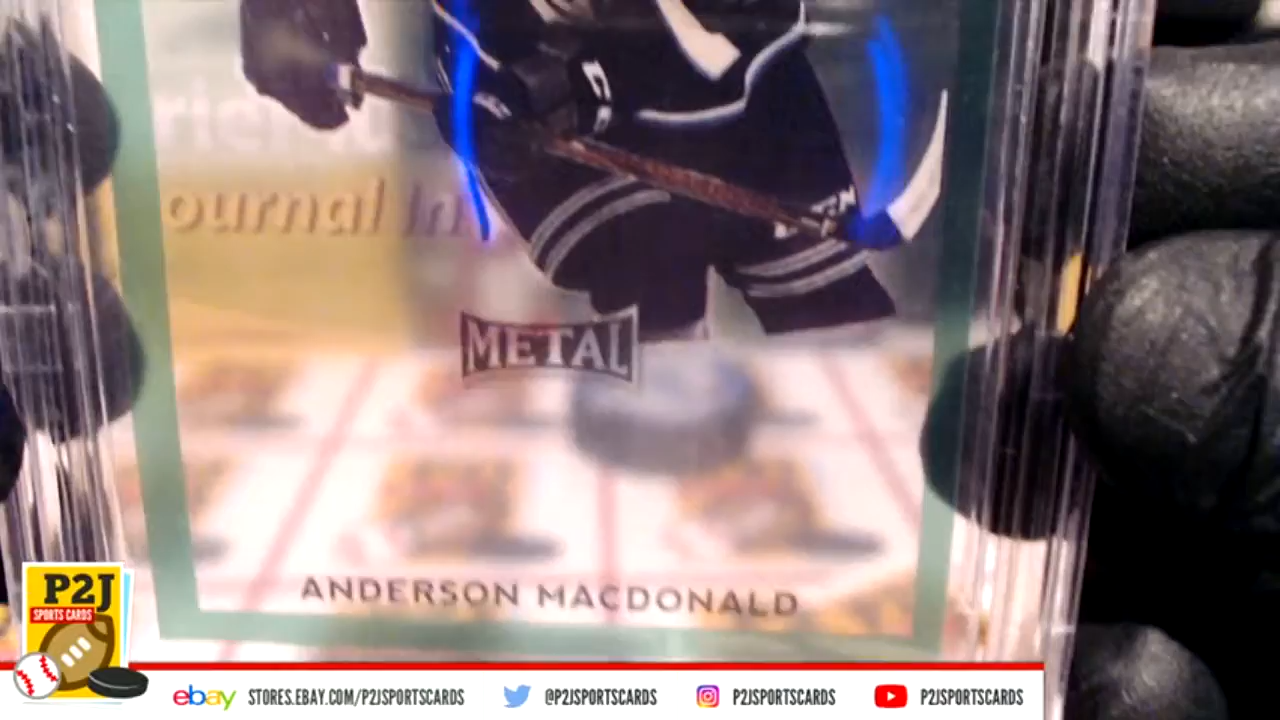 ournal In
METAL
ANDERSON MACDONALD
P2J
SPORTS CARDS
ebay STORES.EBAY.COM/P2JSPORTSCARDS @P2JSPORTSCARDS P2JSPORTSCARDS P2JSPORTSCARDS